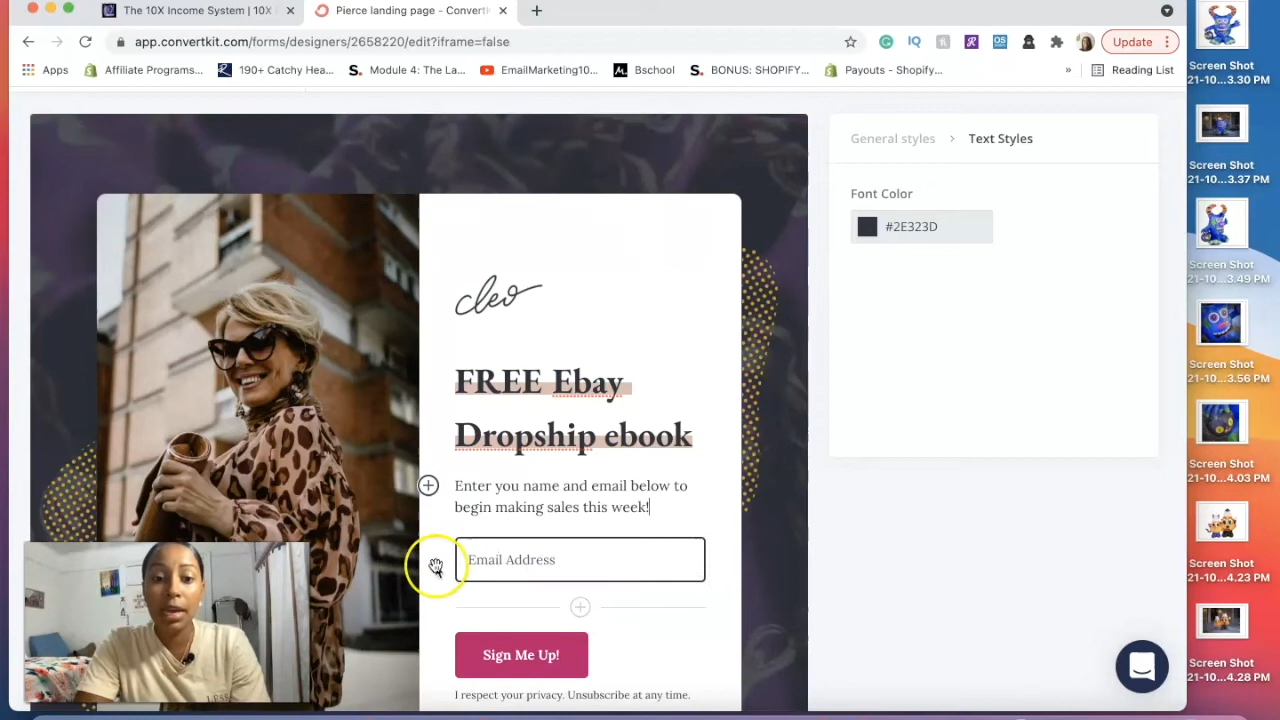 The 10X Income System | 10X
Pierce landing page - ConvertK
app.convertkit.com/forms/designers/2658220/edit?iframe=false
Update
Apps
Affiliate Programs...
190+ Catchy Hea...
Module 4: The La...
EmailMarketing10...
Bschool
BONUS: SHOPIFY...
Payouts - Shopify...
»
Reading List
General styles > Text Styles
Font Color
#2E323D
cleo
FREE Ebay
Dropship ebook
Enter you name and email below to
begin making sales this week!
Email Address
Sign Me Up!
I respect your privacy. Unsubscribe at any time.
IQ
OS
LESS
Screen Shot
21-10...3.30 PM
Screen Shot
21-10...3.37 PM
Screen Shot
21-10...3.49 PM
Screen Shot
21-10...3.56 PM
Screen Shot
21-10...4.03 PM
Screen Shot
21-10...4.23 PM
Screen Shot
21-10...4.28 PM